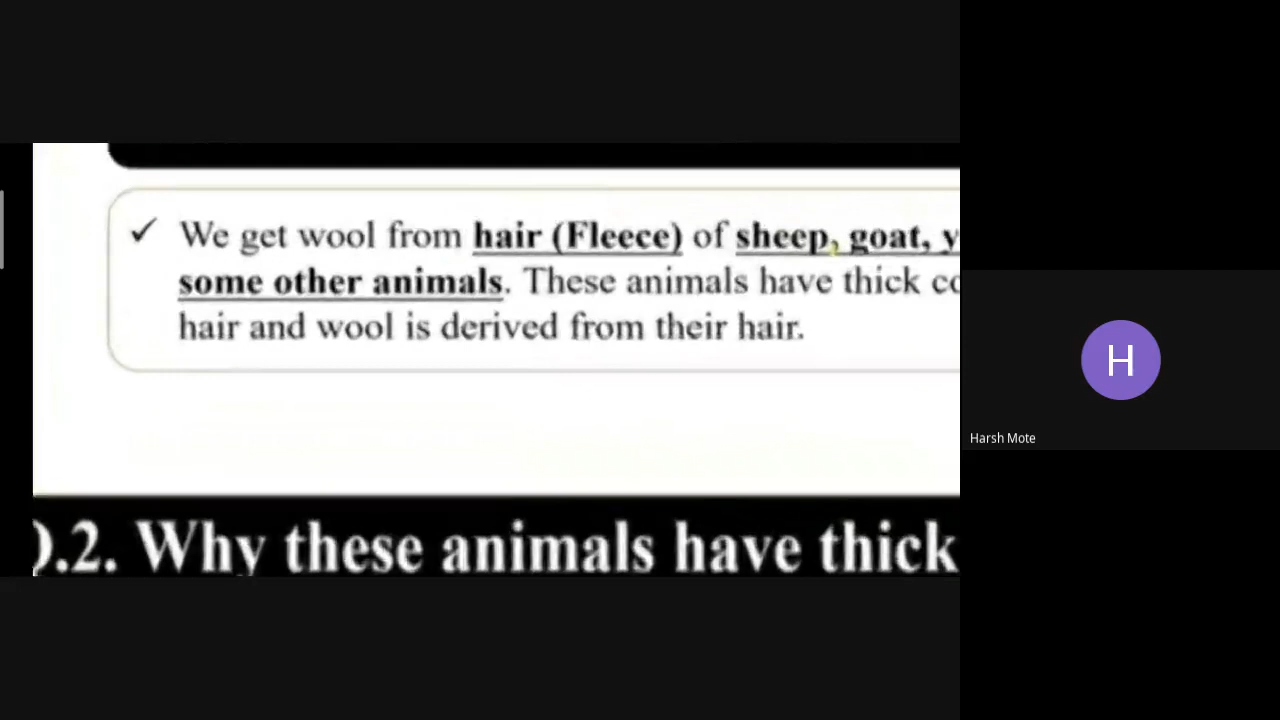 ✓ We get wool from hair (Fleece) of sheep, goat, y
some other animals. These animals have thick co
hair and wool is derived from their hair.
).2. Why these animals have thick
H
Harsh Mote